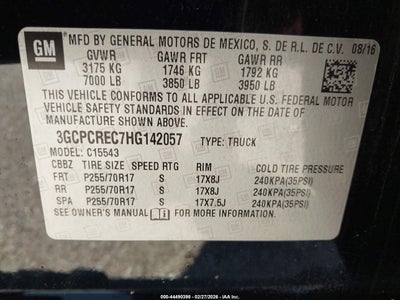 GM
MFD BY GENERAL MOTORS DE MEXICO, S. DE R.L. DE C.V. 08/16
GVWR GAWR FRT GAWR RR
3175 KG 1746 KG 1792 KG
7000 LB 3850 LB 3950 LB
THIS VEHICLE CONFORMS TO ALL APPLICABLE U.S. FEDERAL MOTOR
VEHICLE SAFETY STANDARDS IN EFFECT ON THE DATE OF
MANUFACTURE SHOWN ABOVE.
3GCPCREC7HG142057 TYPE: TRUCK
MODEL: C15543
CBBZ TIRE SIZE SPEED RTG RIM COLD TIRE PRESSURE
FRT P255/70R17 S 17X8J 240KPA(35PSI)
RR P255/70R17 S 17X8J 240KPA(35PSI)
SPA P255/70R17 S 17X7.5J 240KPA(35PSI)
SEE OWNER'S MANUAL FOR MORE INFORMATION.
000-44490390 - 02/27/2026 - IAA Inc.